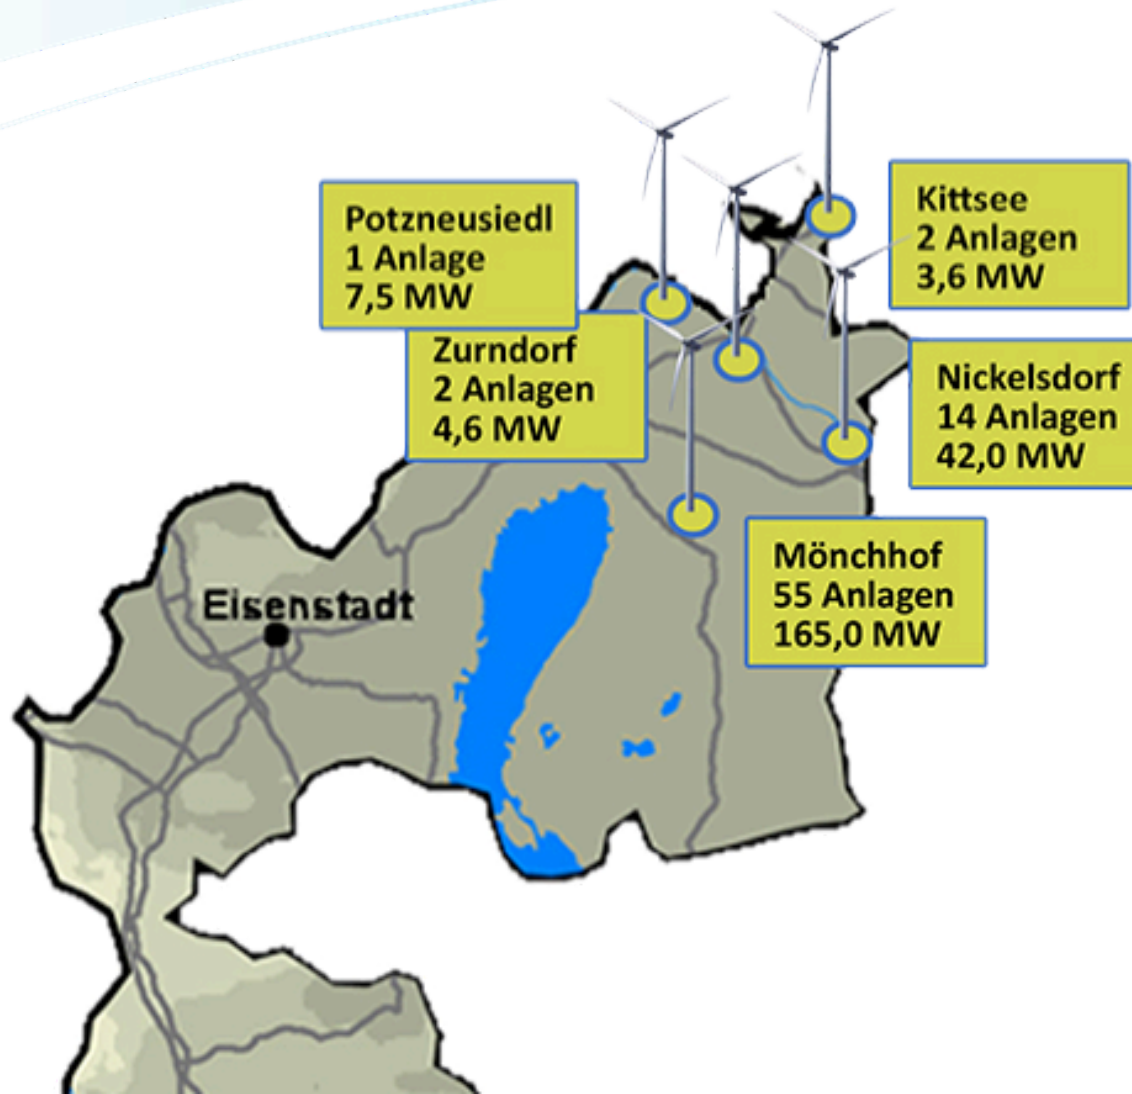 Potzneusiedl
1 Anlage
7,5 MW
Kittsee
2 Anlagen
3,6 MW
Zurndorf
2 Anlagen
4,6 MW
Nickelsdorf
14 Anlagen
42,0 MW
Mönchhof
55 Anlagen
165,0 MW
Eisenstadt